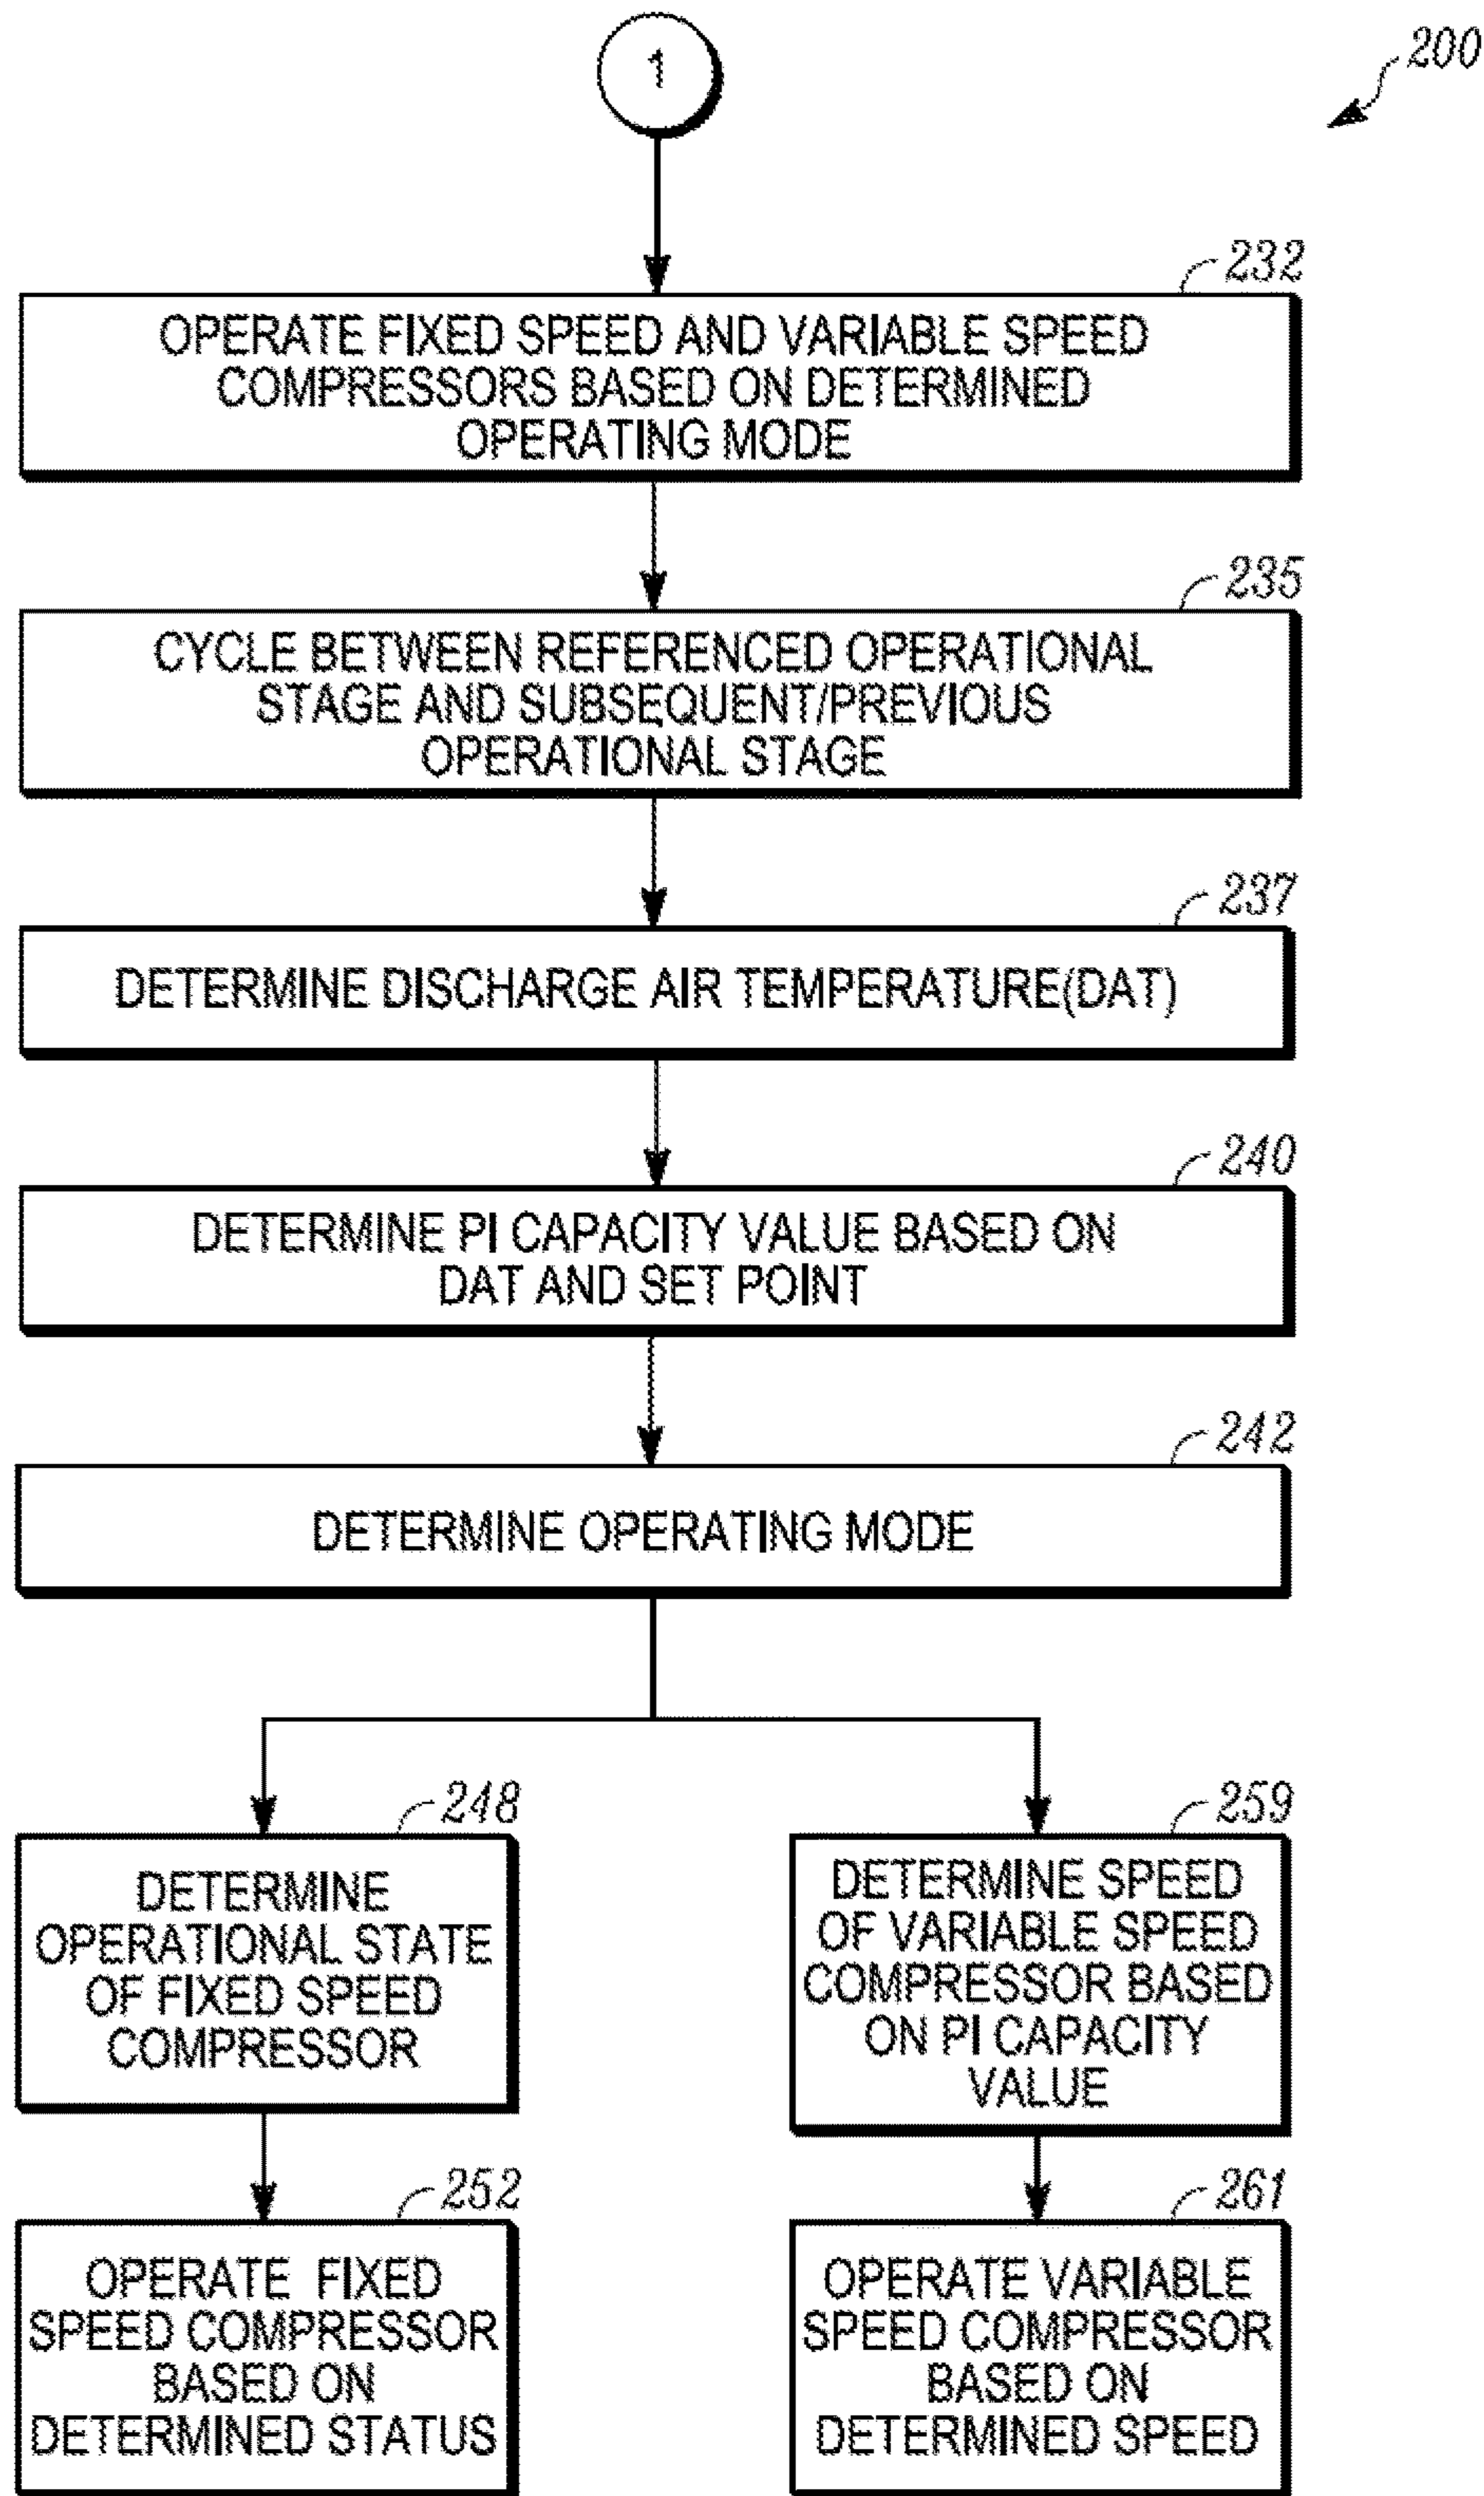 1
200
232
OPERATE FIXED SPEED AND VARIABLE SPEED
COMPRESSORS BASED ON DETERMINED
OPERATING MODE
235
CYCLE BETWEEN REFERENCED OPERATIONAL
STAGE AND SUBSEQUENT/PREVIOUS
OPERATIONAL STAGE
237
DETERMINE DISCHARGE AIR TEMPERATURE(DAT)
240
DETERMINE PI CAPACITY VALUE BASED ON
DAT AND SET POINT
242
DETERMINE OPERATING MODE
248
DETERMINE
OPERATIONAL STATE
OF FIXED SPEED
COMPRESSOR
259
DETERMINE SPEED
OF VARIABLE SPEED
COMPRESSOR BASED
ON PI CAPACITY
VALUE
252
OPERATE FIXED
SPEED COMPRESSOR
BASED ON
DETERMINED STATUS
261
OPERATE VARIABLE
SPEED COMPRESSOR
BASED ON
DETERMINED SPEED